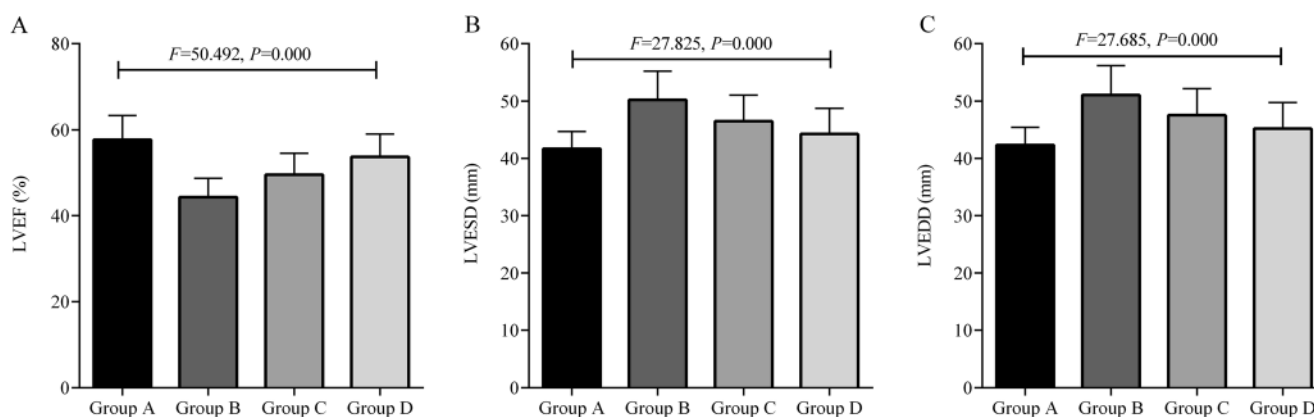 A
F=50.492, P=0.000
LVEF (%)
80
60
40
20
0
Group A Group B Group C Group D
B
F=27.825, P=0.000
LVESD (mm)
60
50
40
30
20
10
0
Group A Group B Group C Group D
C
F=27.685, P=0.000
LVEDD (mm)
60
50
40
30
20
10
0
Group A Group B Group C Group D